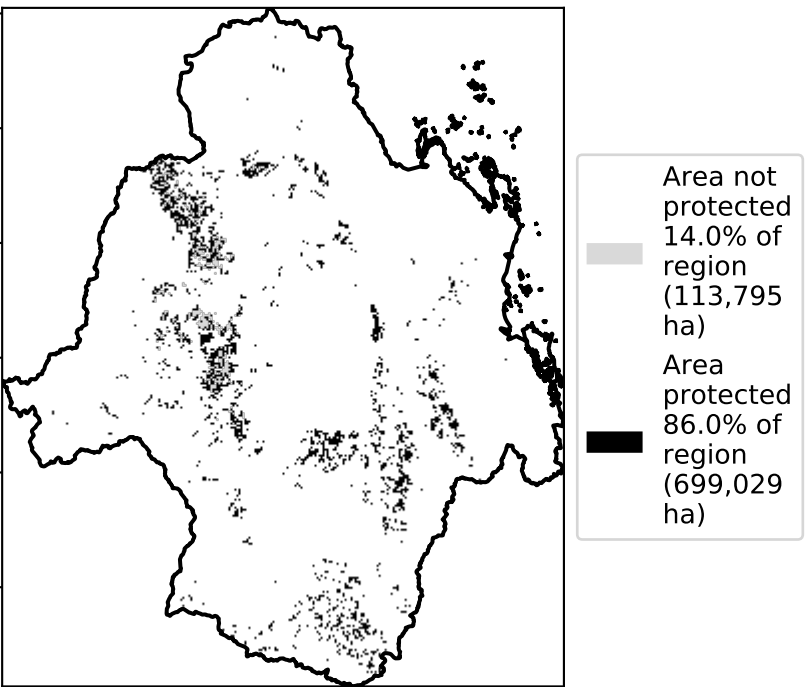 Area not
protected
14.0% of
region
(113,795
ha)
Area
protected
86.0% of
region
(699,029
ha)